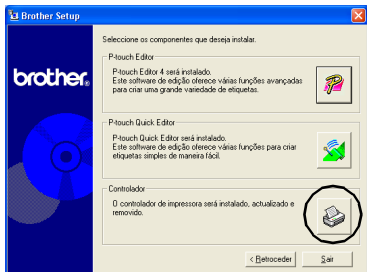 Brother Setup
Seleccione os componentes que deseja instalar.
P-touch Editor
P-touch Editor 4 será instalado.
Este software de edição oferece várias funções avançadas
para criar uma grande variedade de etiquetas.
brother.
P-touch Quick Editor
P-touch Quick Editor será instalado.
Este software de edição oferece várias funções para criar
etiquetas simples de maneira fácil.
Controlador
O controlador de impressora será instalado, actualizado e
removido.
< Retroceder
Sair